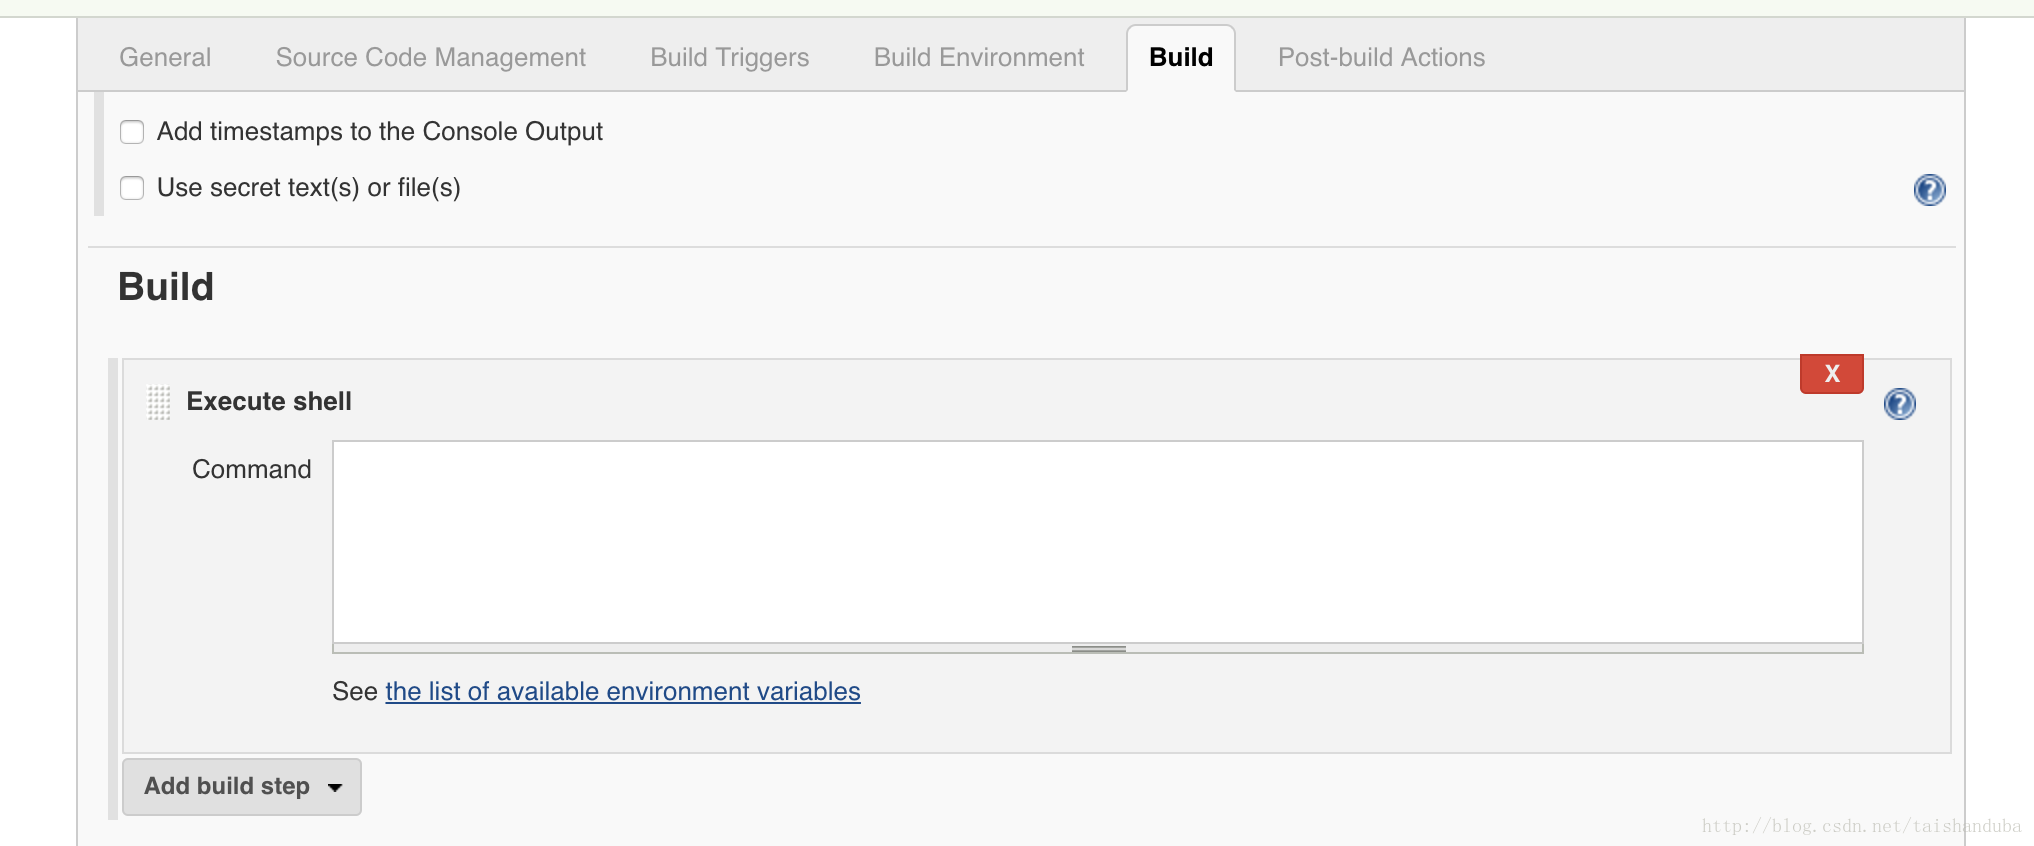 General Source Code Management Build Triggers Build Environment Build Post-build Actions
Add timestamps to the Console Output
Use secret text(s) or file(s)
?
Build
X
Execute shell
?
Command
See the list of available environment variables
Add build step
http://blog.csdn.net/taishanduba